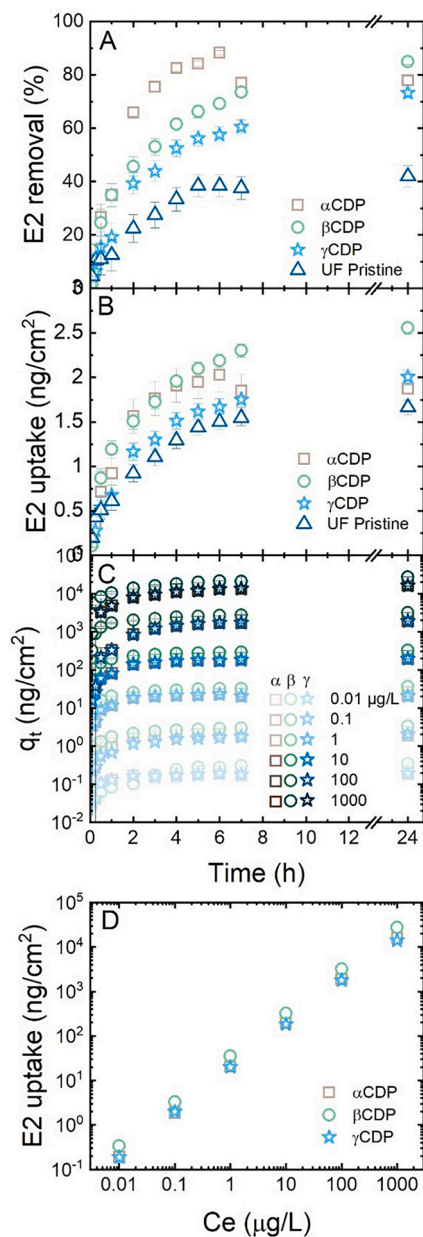 A
E2 removal (%)
100
80
60
40
20
αCDP
βCDP
γCDP
UF Pristine
B
E2 uptake (ng/cm²)
3
2.5
2
1.5
1
0.5
αCDP
βCDP
γCDP
UF Pristine
C
qₜ (ng/cm²)
10⁴
10³
10²
10¹
10⁰
10⁻¹
10⁻²
α β γ
0.01 µg/L
0.1
1
10
100
1000
0 2 4 6 8 10 12 24
Time (h)
D
E2 uptake (ng/cm²)
10⁵
10⁴
10³
10²
10¹
10⁰
10⁻¹
αCDP
βCDP
γCDP
0.01 0.1 1 10 100 1000
Ce (µg/L)